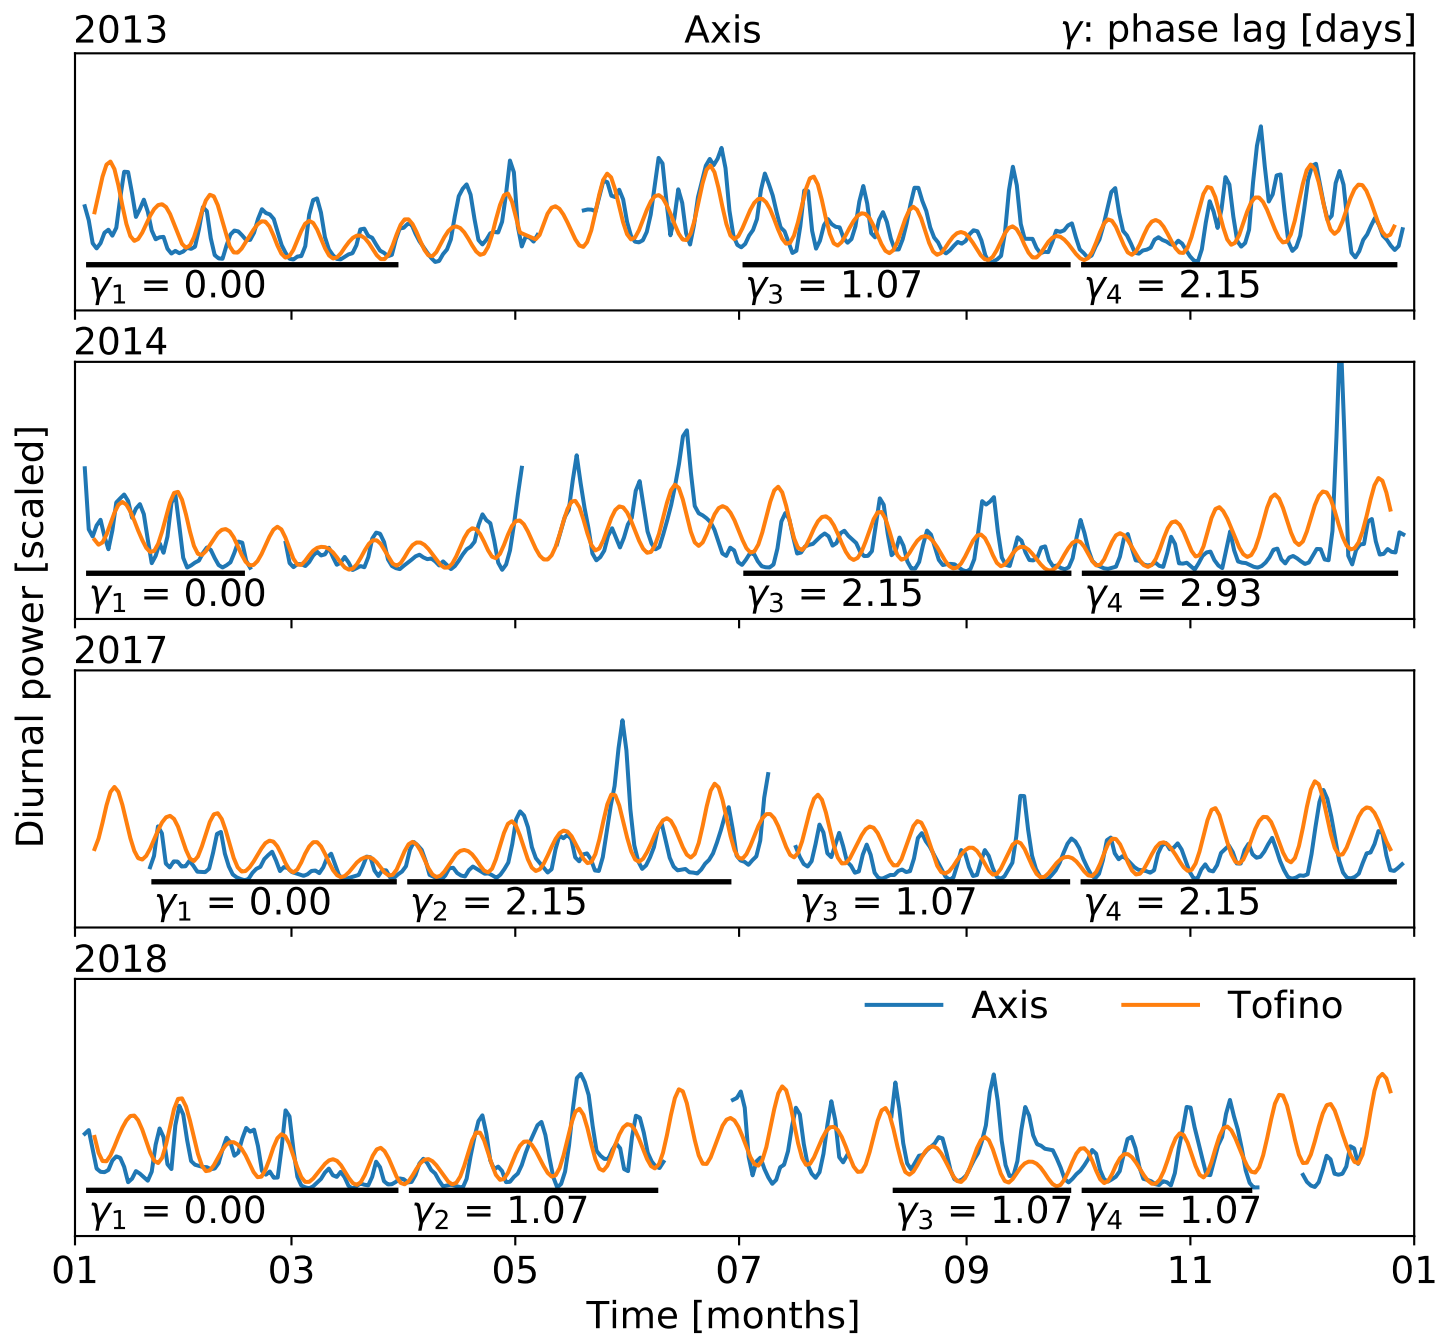 2013 Axis γ: phase lag [days]
γ₁ = 0.00 γ₃ = 1.07 γ₄ = 2.15
2014
γ₁ = 0.00 γ₃ = 2.15 γ₄ = 2.93
2017
γ₁ = 0.00 γ₂ = 2.15 γ₃ = 1.07 γ₄ = 2.15
2018
Axis Tofino
γ₁ = 0.00 γ₂ = 1.07 γ₃ = 1.07 γ₄ = 1.07
01 03 05 07 09 11 01
Time [months]
Diurnal power [scaled]